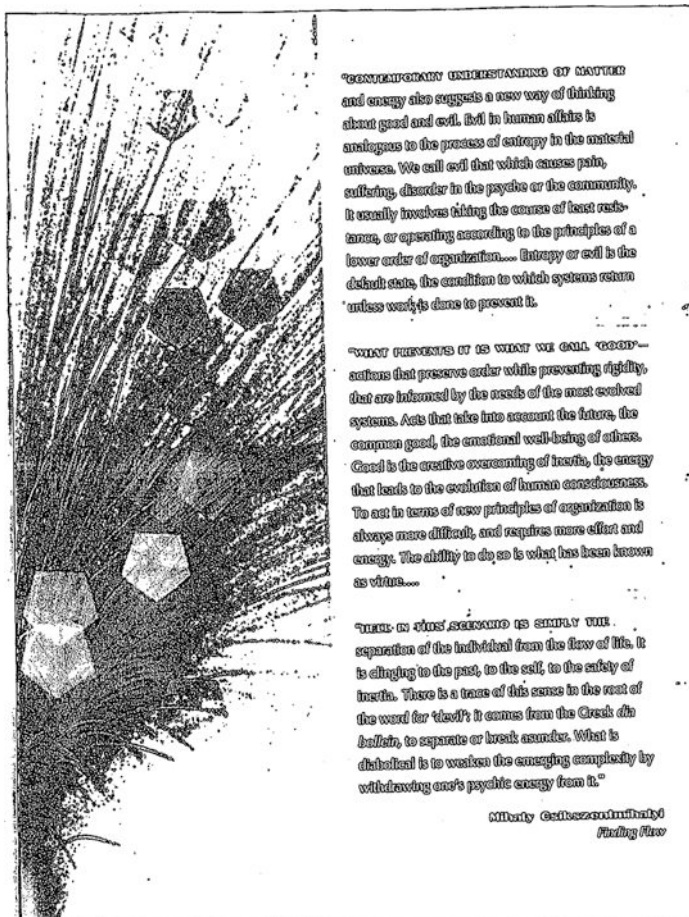 "CONTEMPORARY UNDERSTANDING OF MATTER
and energy also suggests a new way of thinking
about good and evil. Evil in human affairs is
analogous to the process of entropy in the material
universe. We call evil that which causes pain,
suffering, disorder in the psyche or the community.
It usually involves taking the course of least resis-
tance, or operating according to the principles of a
lower order of organization.... Entropy or evil is the
default state, the condition to which systems return
unless work is done to prevent it.
"WHAT PREVENTS IT IS WHAT WE CALL 'GOOD'—
actions that preserve order while preventing rigidity,
that are informed by the needs of the most evolved
systems. Acts that take into account the future, the
common good, the emotional well-being of others.
Good is the creative overcoming of inertia, the energy
that leads to the evolution of human consciousness.
To act in terms of new principles of organization is
always more difficult, and requires more effort and
energy. The ability to do so is what has been known
as virtue....
"HELL IN THIS SCENARIO IS SIMPLY THE
separation of the individual from the flow of life. It
is clinging to the past, to the self, to the safety of
inertia. There is a trace of this sense in the root of
the word for 'devil': it comes from the Greek dia
bollein, to separate or break asunder. What is
diabolical is to weaken the emerging complexity by
withdrawing one's psychic energy from it."
Mihaly Csikszentmihalyi
Finding Flow